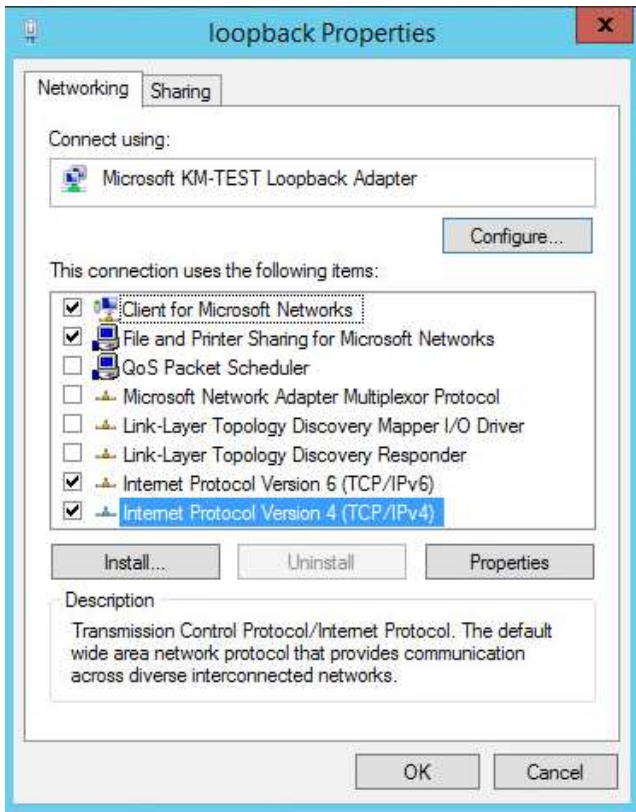 loopback Properties
x
Networking
Sharing
Connect using:
Microsoft KM-TEST Loopback Adapter
Configure...
This connection uses the following items:
Client for Microsoft Networks
File and Printer Sharing for Microsoft Networks
QoS Packet Scheduler
Microsoft Network Adapter Multiplexor Protocol
Link-Layer Topology Discovery Mapper I/O Driver
Link-Layer Topology Discovery Responder
Internet Protocol Version 6 (TCP/IPv6)
Internet Protocol Version 4 (TCP/IPv4)
Install...
Uninstall
Properties
Description
Transmission Control Protocol/Internet Protocol. The default
wide area network protocol that provides communication
across diverse interconnected networks.
OK
Cancel